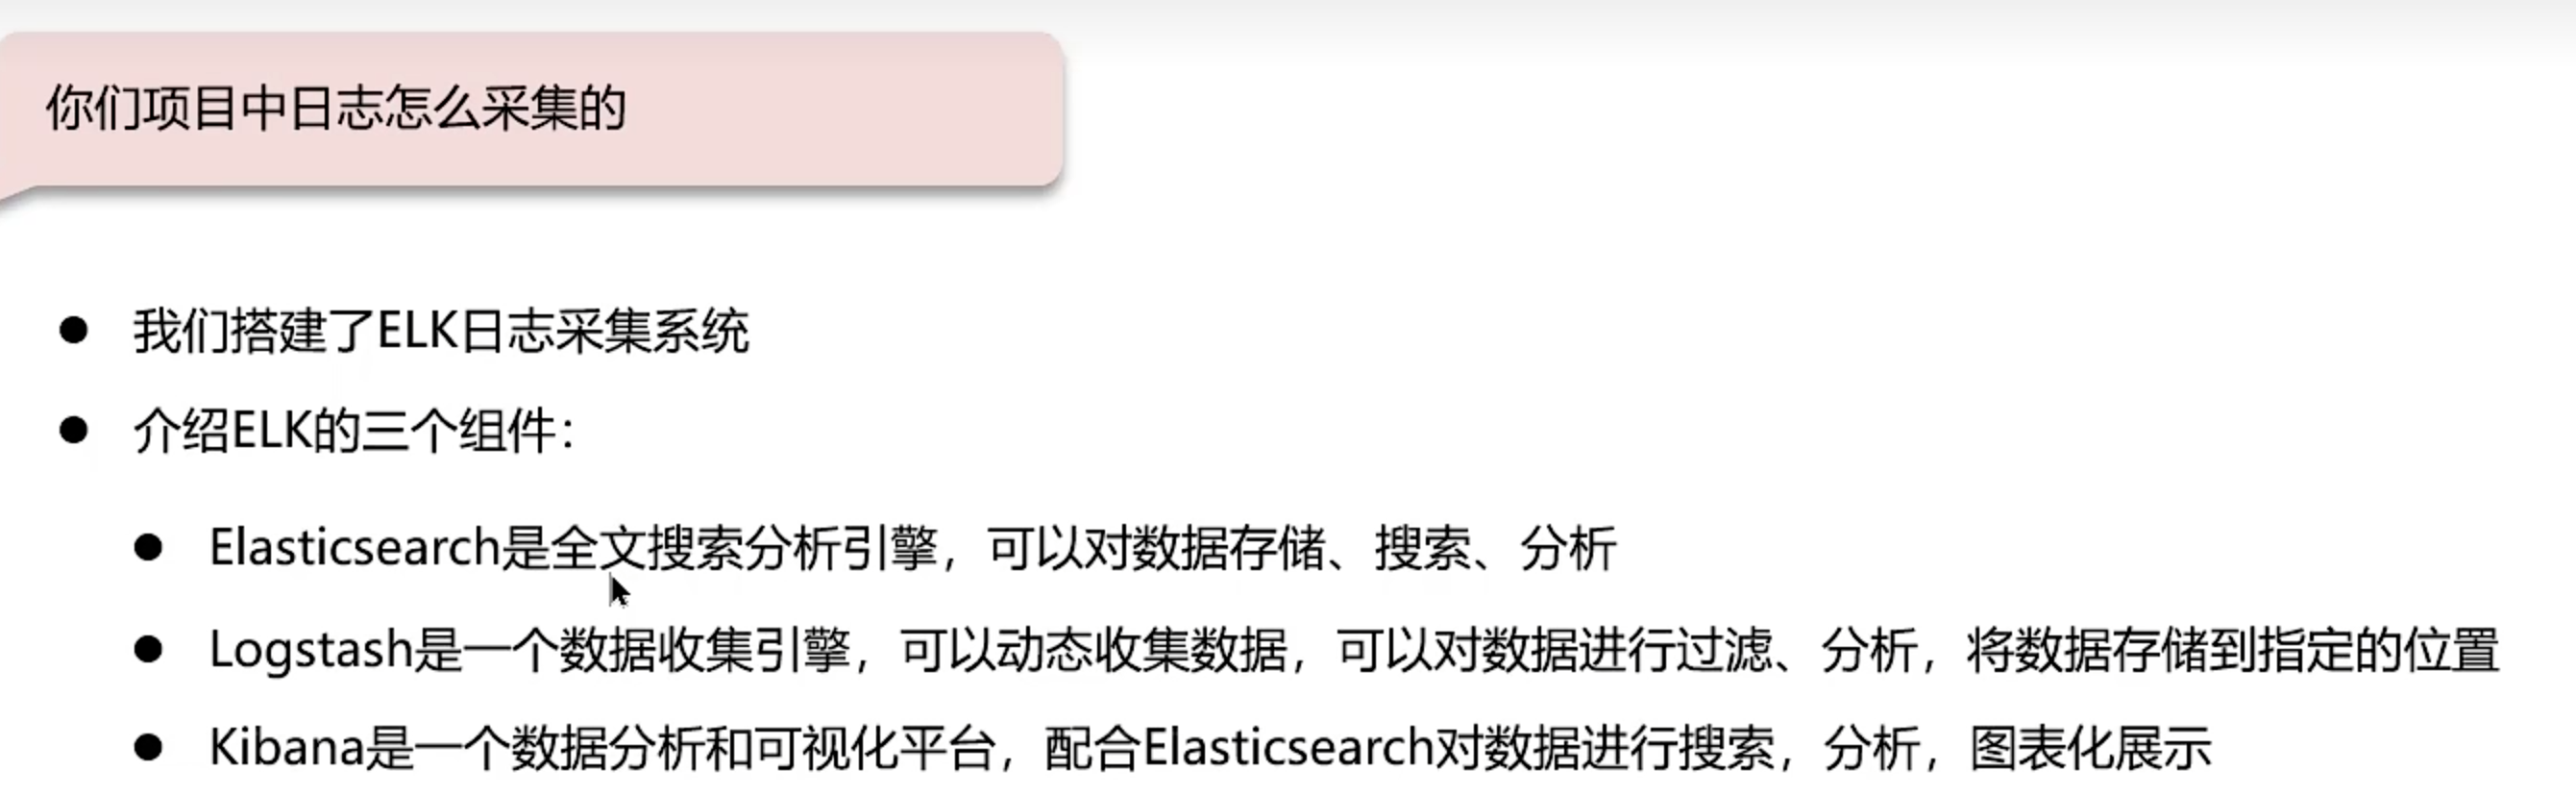 你们项目中日志怎么采集的
● 我们搭建了ELK日志采集系统
● 介绍ELK的三个组件：
● Elasticsearch是全文搜索分析引擎，可以对数据存储、搜索、分析
● Logstash是一个数据收集引擎，可以动态收集数据，可以对数据进行过滤、分析，将数据存储到指定的位置
● Kibana是一个数据分析和可视化平台，配合Elasticsearch对数据进行搜索，分析，图表化展示